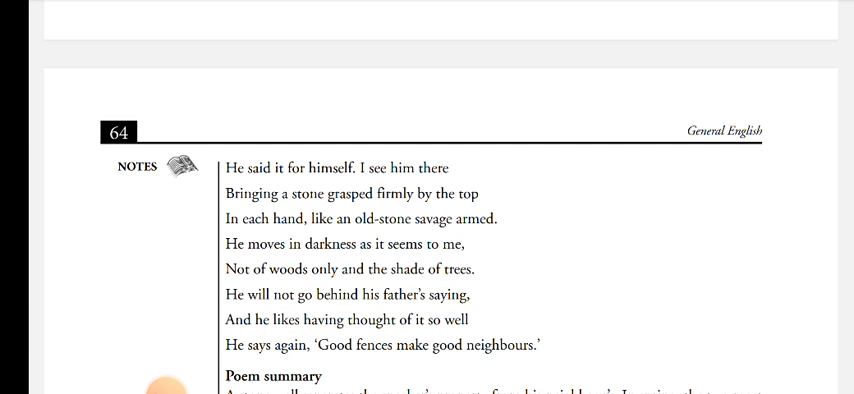 64
General English
NOTES
He said it for himself. I see him there
Bringing a stone grasped firmly by the top
In each hand, like an old-stone savage armed.
He moves in darkness as it seems to me,
Not of woods only and the shade of trees.
He will not go behind his father's saying,
And he likes having thought of it so well
He says again, ‘Good fences make good neighbours.’
Poem summary